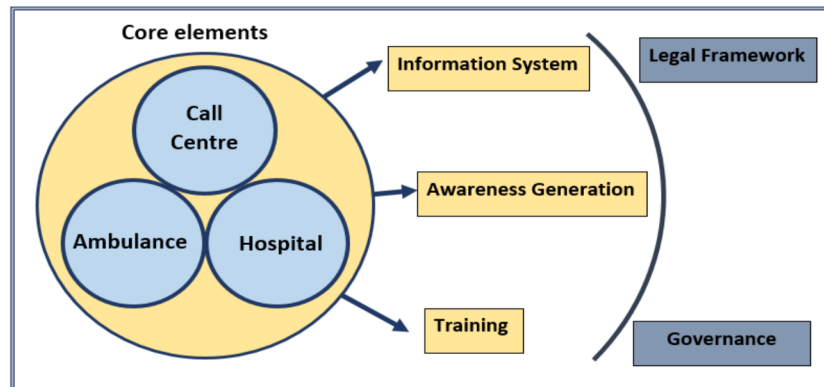 Core elements
Call
Centre
Ambulance
Hospital
Information System
Awareness Generation
Training
Legal Framework
Governance